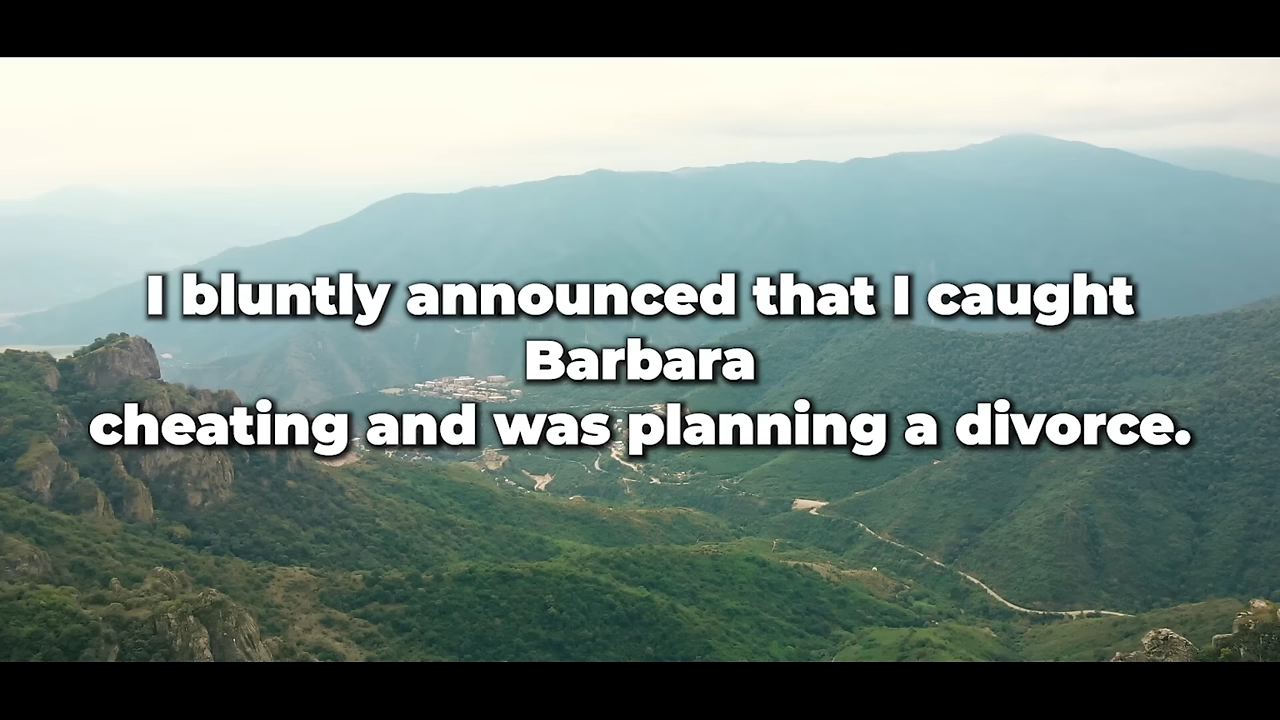 I bluntly announced that I caught
Barbara
cheating and was planning a divorce.